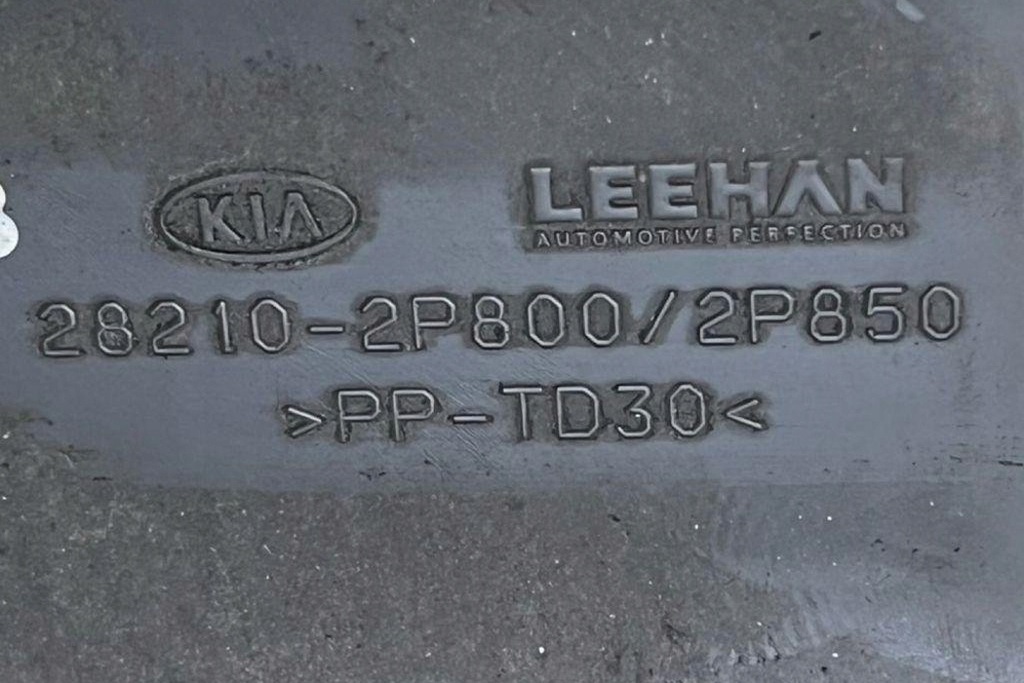 KIA
LEEHAN
AUTOMOTIVE PERFECTION
28210-2P800/2P850
>PP-TD30<